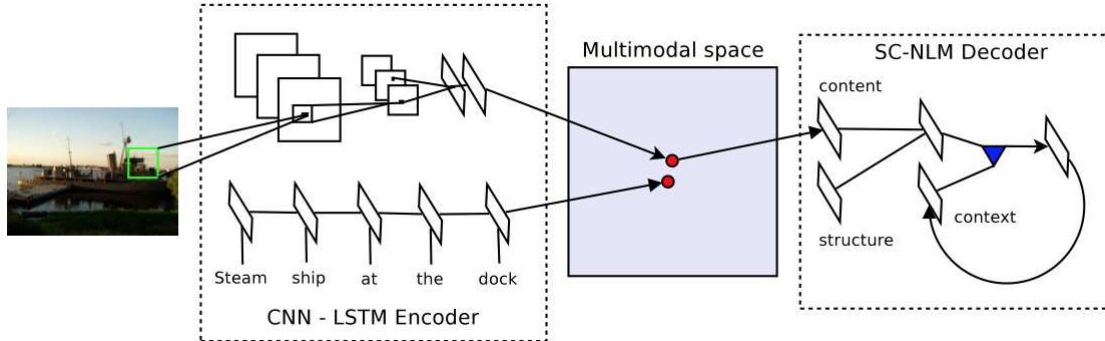 Multimodal space
SC-NLM Decoder
content
structure
context
Steam ship at the dock
CNN - LSTM Encoder